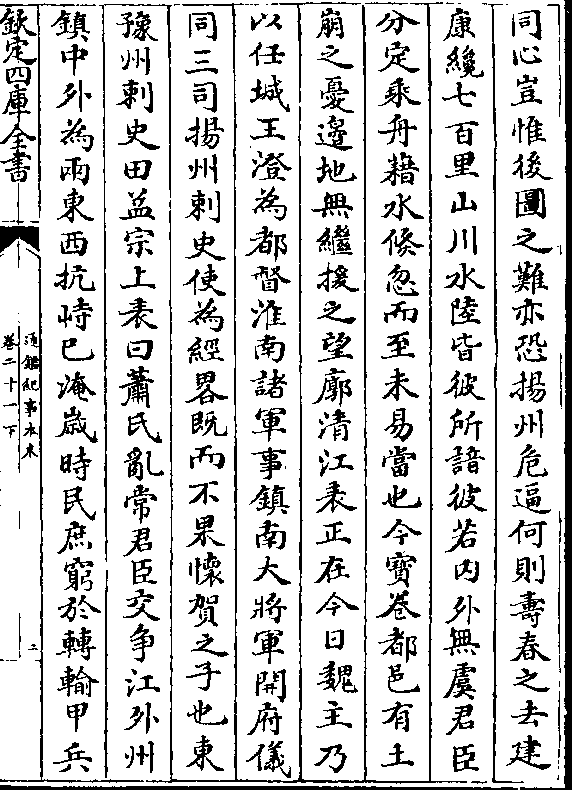 同心豈惟後圖之難亦恐揚州危逼何則壽春之去建
康纔七百里山川水陸皆彼所諳彼若内外無虞君臣
分定乘舟藉水倏忽而至未易當也今寶卷都邑有土
崩之憂邊地無繼援之望廓清江表正在今日魏主乃
以任城王澄為都督淮南諸軍事鎮南大將軍開府儀
同三司揚州刺史使為經畧既而不果懷賀之子也東
豫州刺史田益宗上表曰蕭氏亂常君臣交争江外州
鎮中外為兩東西抗峙已淹歲時民庶窮於轉輸甲兵
欽定四庫全書
通鑑紀事本末
卷二十一下
二